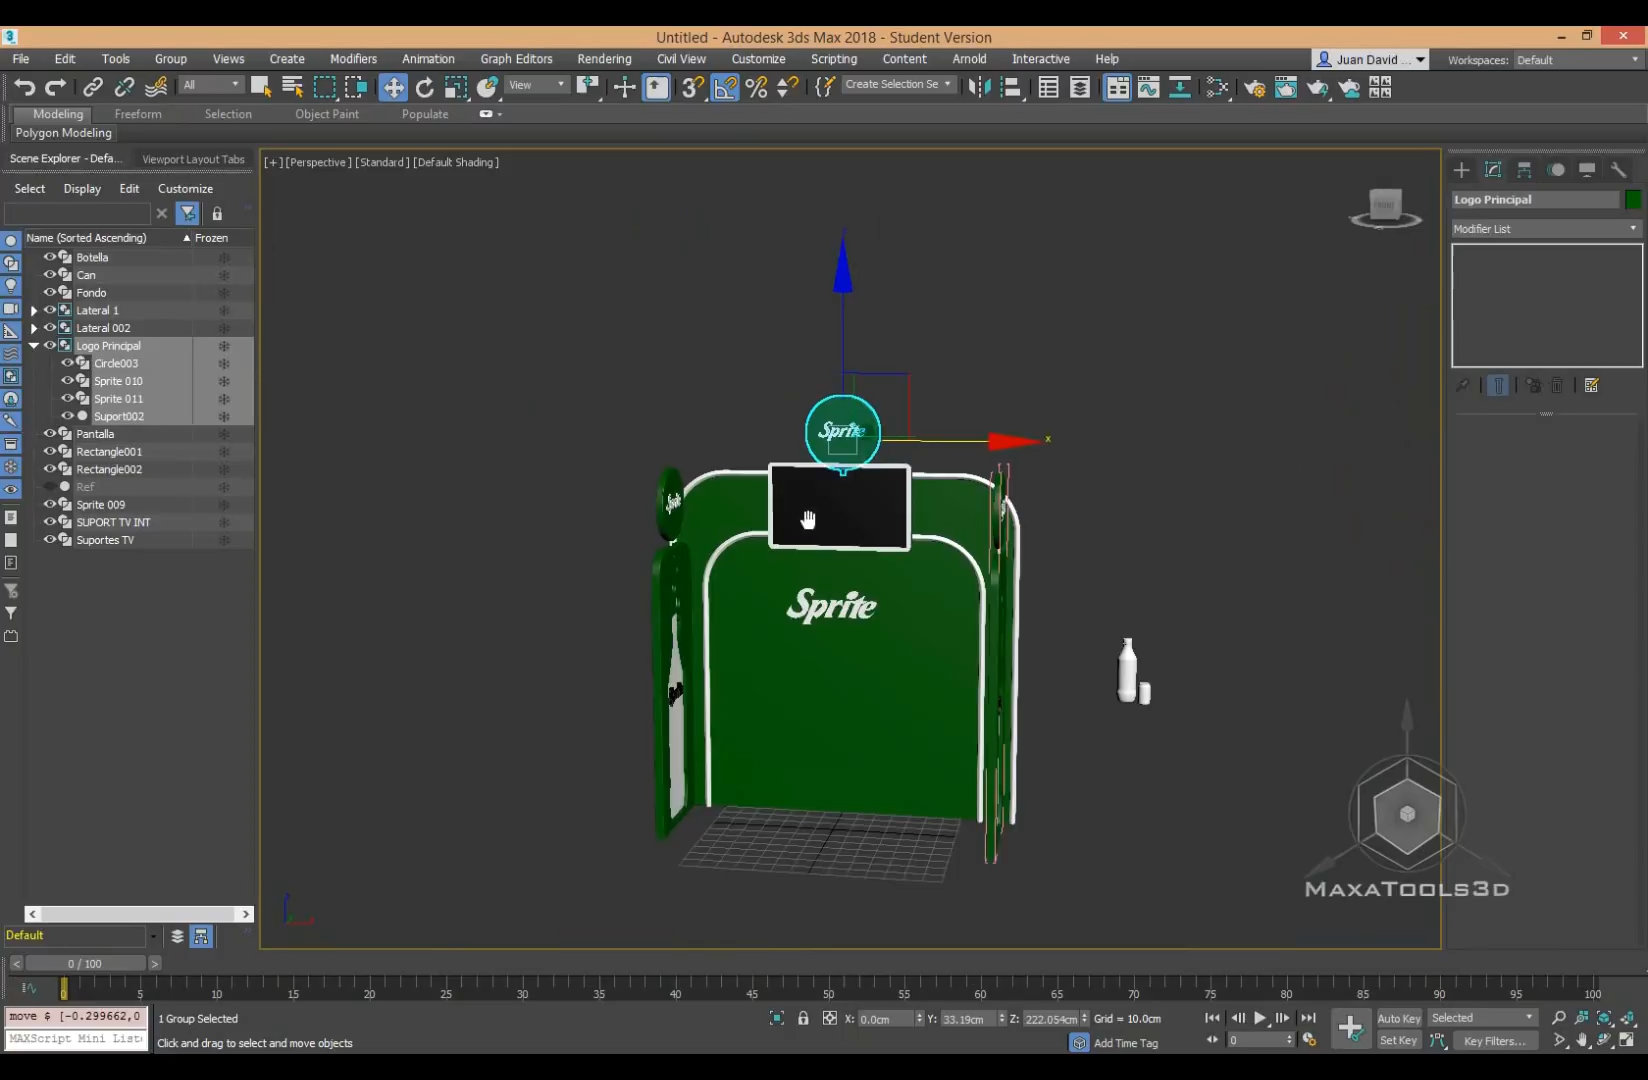 Untitled - Autodesk 3ds Max 2018 - Student Version
File Edit Tools Group Views Create Modifiers Animation Graph Editors Rendering Civil View Customize Scripting Content Arnold Interactive Help Juan David ... Workspaces: Default
All View Create Selection Se
Modeling Freeform Selection Object Paint Populate
Polygon Modeling
Scene Explorer - Defa... Viewport Layout Tabs
[+] [Perspective] [Standard] [Default Shading]
Select Display Edit Customize
Name (Sorted Ascending) Frozen
Botella
Can
Fondo
Lateral 1
Lateral 002
Logo Principal
Circle003
Sprite 010
Sprite 011
Suport002
Pantalla
Rectangle001
Rectangle002
Ref
Sprite 009
SUPORT TV INT
Suportes TV
FRONT
Logo Principal
Modifier List
x
Sprite
Sprite
Sprite
MAXATOOLS3D
Default
0 / 100
0 5 10 15 20 25 30 35 40 45 50 55 60 65 70 75 80 85 90 95 100
move $ [-0.299662,0
MAXScript Mini List
1 Group Selected
Click and drag to select and move objects
X: 0.0cm Y: 33.19cm Z: 222.054cm Grid = 10.0cm
Add Time Tag
0
Auto Key Selected
Set Key Key Filters...